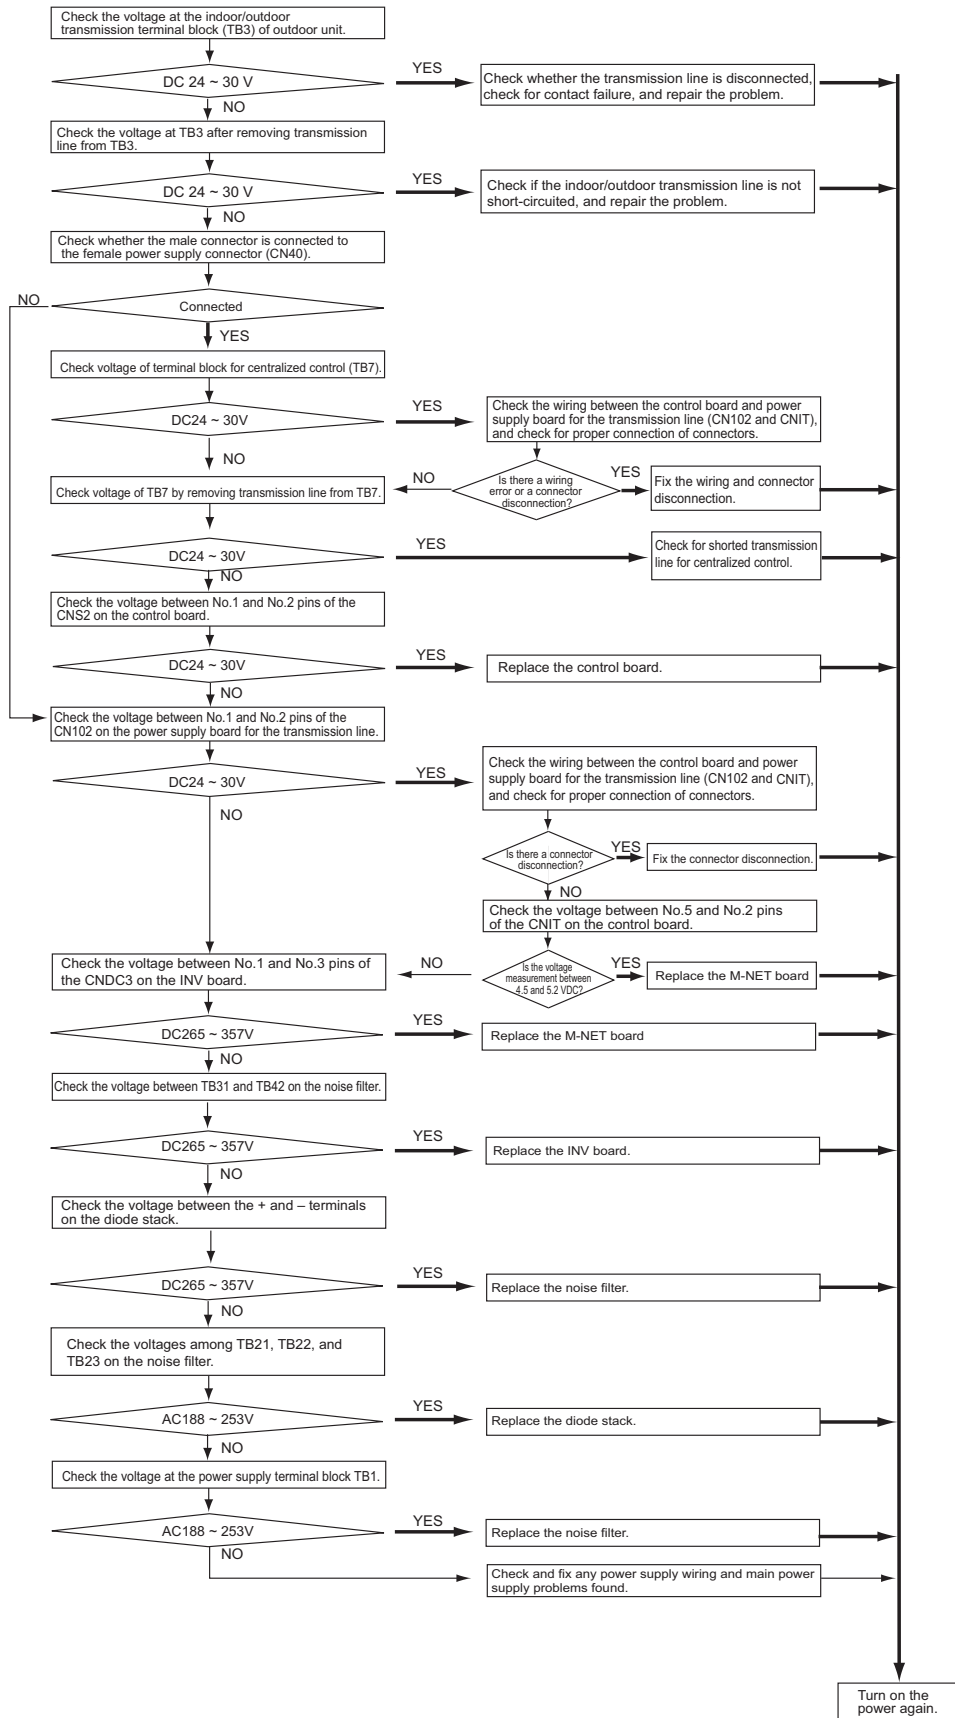 Check the voltage at the indoor/outdoor
transmission terminal block (TB3) of outdoor unit.
DC 24 ~ 30 V
YES
Check whether the transmission line is disconnected,
check for contact failure, and repair the problem.
NO
Check the voltage at TB3 after removing transmission
line from TB3.
DC 24 ~ 30 V
YES
Check if the indoor/outdoor transmission line is not
short-circuited, and repair the problem.
NO
Check whether the male connector is connected to
the female power supply connector (CN40).
NO
Connected
YES
Check voltage of terminal block for centralized control (TB7).
DC24 ~ 30V
YES
Check the wiring between the control board and power
supply board for the transmission line (CN102 and CNIT),
and check for proper connection of connectors.
NO
Check voltage of TB7 by removing transmission line from TB7.
NO
Is there a wiring
error or a connector
disconnection?
YES
Fix the wiring and connector
disconnection.
DC24 ~ 30V
YES
Check for shorted transmission
line for centralized control.
NO
Check the voltage between No.1 and No.2 pins of the
CNS2 on the control board.
DC24 ~ 30V
YES
Replace the control board.
NO
Check the voltage between No.1 and No.2 pins of the
CN102 on the power supply board for the transmission line.
DC24 ~ 30V
YES
Check the wiring between the control board and power
supply board for the transmission line (CN102 and CNIT),
and check for proper connection of connectors.
NO
Is there a connector
disconnection?
YES
Fix the connector disconnection.
NO
Check the voltage between No.5 and No.2 pins
of the CNIT on the control board.
Check the voltage between No.1 and No.3 pins of
the CNDC3 on the INV board.
NO
Is the voltage
measurement between
4.5 and 5.2 VDC?
YES
Replace the M-NET board
DC265 ~ 357V
YES
Replace the M-NET board
NO
Check the voltage between TB31 and TB42 on the noise filter.
DC265 ~ 357V
YES
Replace the INV board.
NO
Check the voltage between the + and – terminals
on the diode stack.
DC265 ~ 357V
YES
Replace the noise filter.
NO
Check the voltages among TB21, TB22, and
TB23 on the noise filter.
AC188 ~ 253V
YES
Replace the diode stack.
NO
Check the voltage at the power supply terminal block TB1.
AC188 ~ 253V
YES
Replace the noise filter.
NO
Check and fix any power supply wiring and main power
supply problems found.
Turn on the
power again.